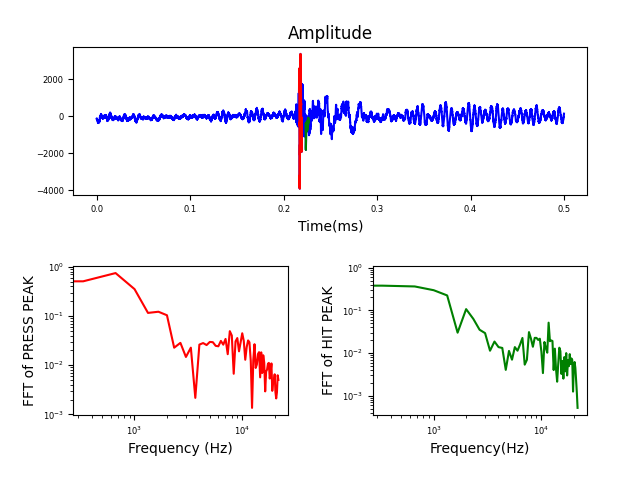 Amplitude
2000
0
−2000
−4000
0.0 0.1 0.2 0.3 0.4 0.5
Time(ms)
FFT of PRESS PEAK
10⁰
10⁻¹
10⁻²
10⁻³
10³ 10⁴
Frequency (Hz)
FFT of HIT PEAK
10⁰
10⁻¹
10⁻²
10⁻³
10³ 10⁴
Frequency(Hz)